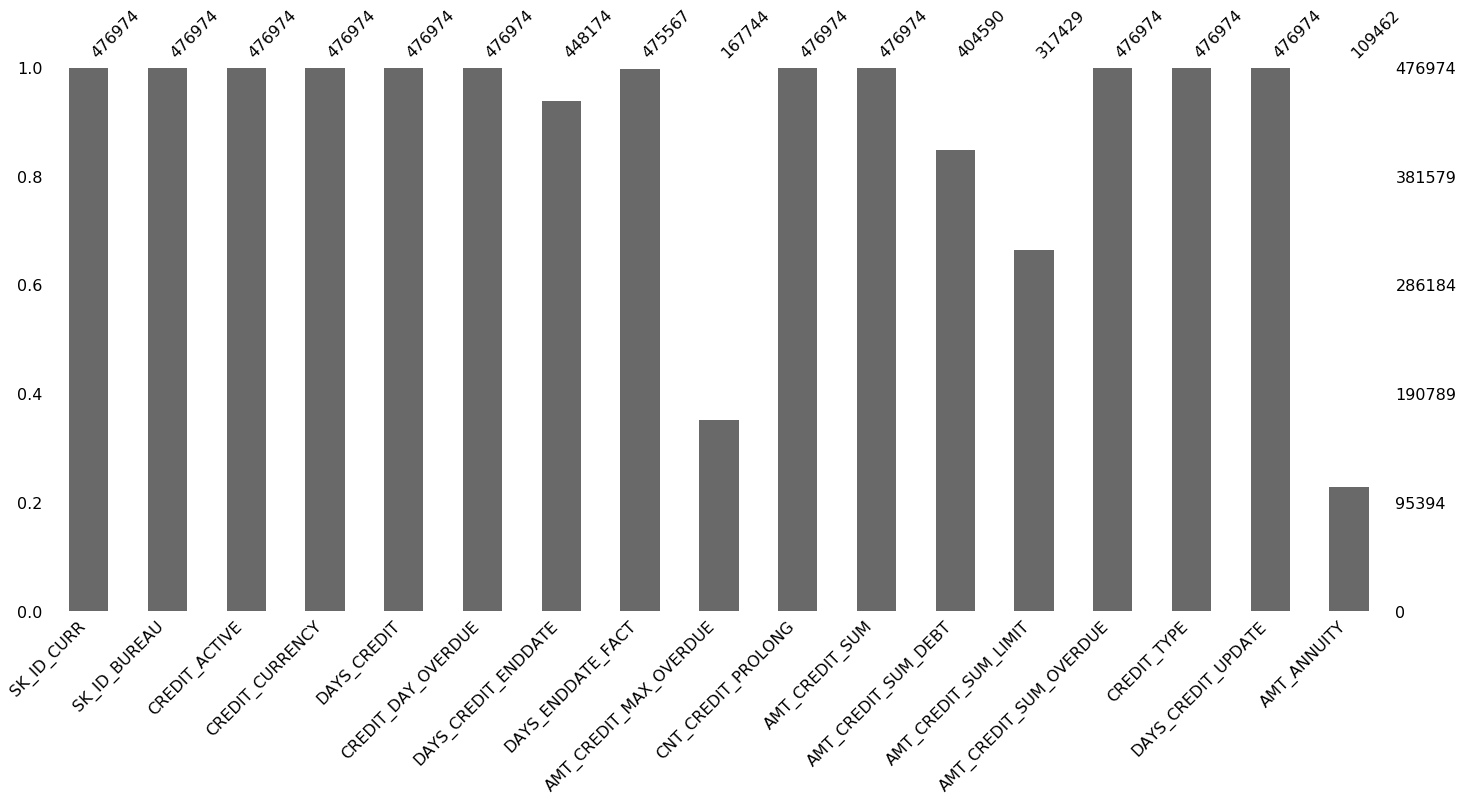 476974
476974
476974
476974
476974
476974
448174
475567
167744
476974
476974
404590
317429
476974
476974
476974
109462
1.0
476974
0.8
381579
0.6
286184
0.4
190789
0.2
95394
0.0
0
SK_ID_CURR
SK_ID_BUREAU
CREDIT_ACTIVE
CREDIT_CURRENCY
DAYS_CREDIT
CREDIT_DAY_OVERDUE
DAYS_CREDIT_ENDDATE
DAYS_ENDDATE_FACT
AMT_CREDIT_MAX_OVERDUE
CNT_CREDIT_PROLONG
AMT_CREDIT_SUM
AMT_CREDIT_SUM_DEBT
AMT_CREDIT_SUM_LIMIT
AMT_CREDIT_SUM_OVERDUE
CREDIT_TYPE
DAYS_CREDIT_UPDATE
AMT_ANNUITY